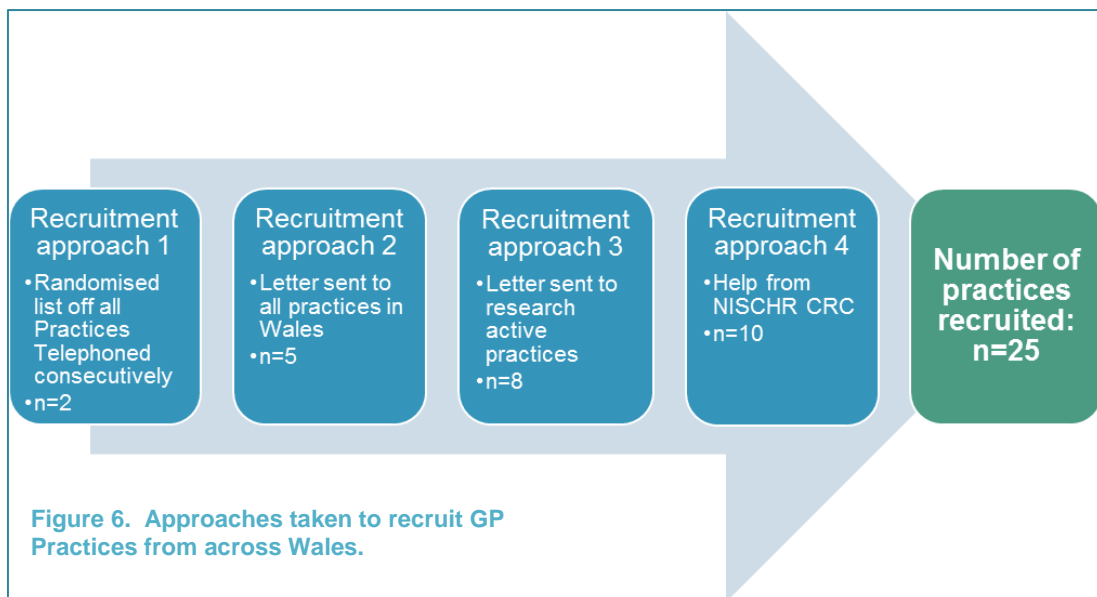 Recruitment
approach 1
•Randomised
list off all
Practices
Telephoned
consecutively
•n=2
Recruitment
approach 2
•Letter sent to
all practices in
Wales
•n=5
Recruitment
approach 3
•Letter sent to
research
active
practices
•n=8
Recruitment
approach 4
•Help from
NISCHR CRC
•n=10
Number of
practices
recruited:
n=25
Figure 6. Approaches taken to recruit GP
Practices from across Wales.